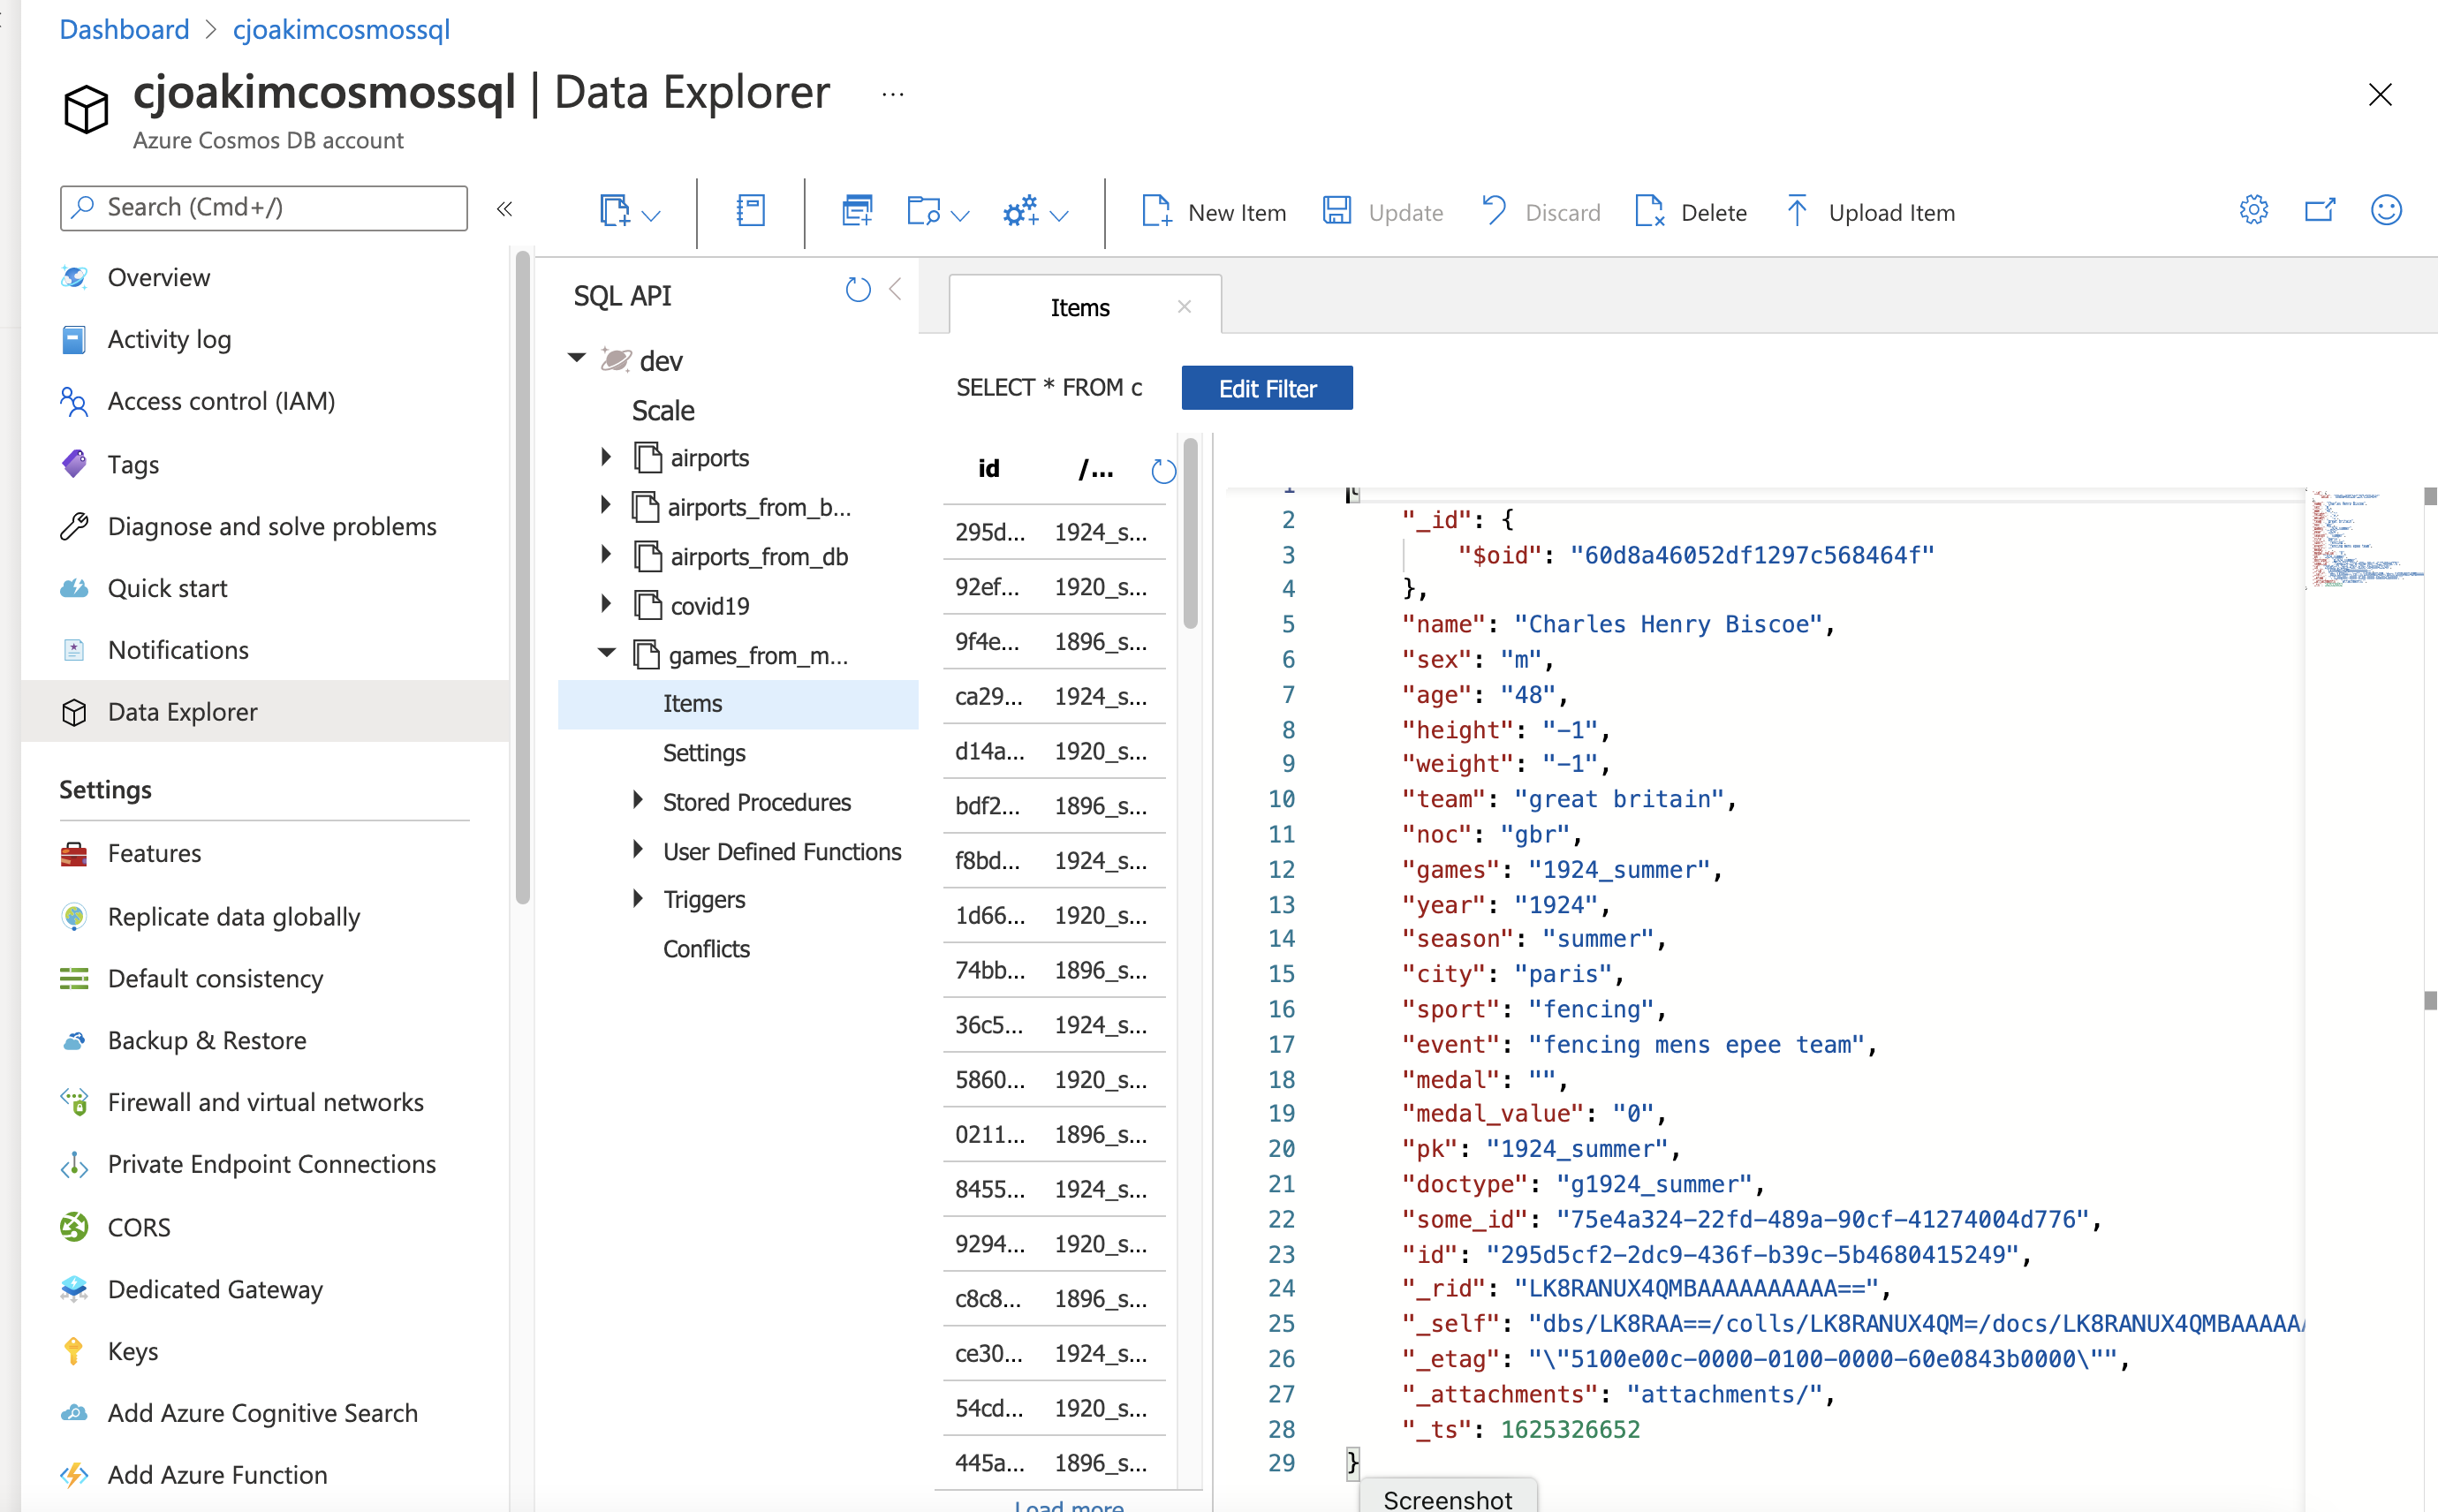 Dashboard > cjoakimcosmossql
cjoakimcosmossql | Data Explorer ...
Azure Cosmos DB account
Search (Cmd+/)
«
New Item
Update
Discard
Delete
Upload Item
Overview
Activity log
Access control (IAM)
Tags
Diagnose and solve problems
Quick start
Notifications
Data Explorer
Settings
Features
Replicate data globally
Default consistency
Backup & Restore
Firewall and virtual networks
Private Endpoint Connections
CORS
Dedicated Gateway
Keys
Add Azure Cognitive Search
Add Azure Function
SQL API
dev
Scale
airports
airports_from_b...
airports_from_db
covid19
games_from_m...
Items
Settings
Stored Procedures
User Defined Functions
Triggers
Conflicts
Items
SELECT * FROM c
Edit Filter
id /...
295d... 1924_s...
92ef... 1920_s...
9f4e... 1896_s...
ca29... 1924_s...
d14a... 1920_s...
bdf2... 1896_s...
f8bd... 1924_s...
1d66... 1920_s...
74bb... 1896_s...
36c5... 1924_s...
5860... 1920_s...
0211... 1896_s...
8455... 1924_s...
9294... 1920_s...
c8c8... 1896_s...
ce30... 1924_s...
54cd... 1920_s...
445a... 1896_s...
Load more
1 {
2 "_id": {
3 "$oid": "60d8a46052df1297c568464f"
4 },
5 "name": "Charles Henry Biscoe",
6 "sex": "m",
7 "age": "48",
8 "height": "-1",
9 "weight": "-1",
10 "team": "great britain",
11 "noc": "gbr",
12 "games": "1924_summer",
13 "year": "1924",
14 "season": "summer",
15 "city": "paris",
16 "sport": "fencing",
17 "event": "fencing mens epee team",
18 "medal": "",
19 "medal_value": "0",
20 "pk": "1924_summer",
21 "doctype": "g1924_summer",
22 "some_id": "75e4a324-22fd-489a-90cf-41274004d776",
23 "id": "295d5cf2-2dc9-436f-b39c-5b4680415249",
24 "_rid": "LK8RANUX4QMBAAAAAAAAAA==",
25 "_self": "dbs/LK8RAA==/colls/LK8RANUX4QM=/docs/LK8RANUX4QMBAAAAA
26 "_etag": "\"5100e00c-0000-0100-0000-60e0843b0000\"",
27 "_attachments": "attachments/",
28 "_ts": 1625326652
29 }
Screenshot